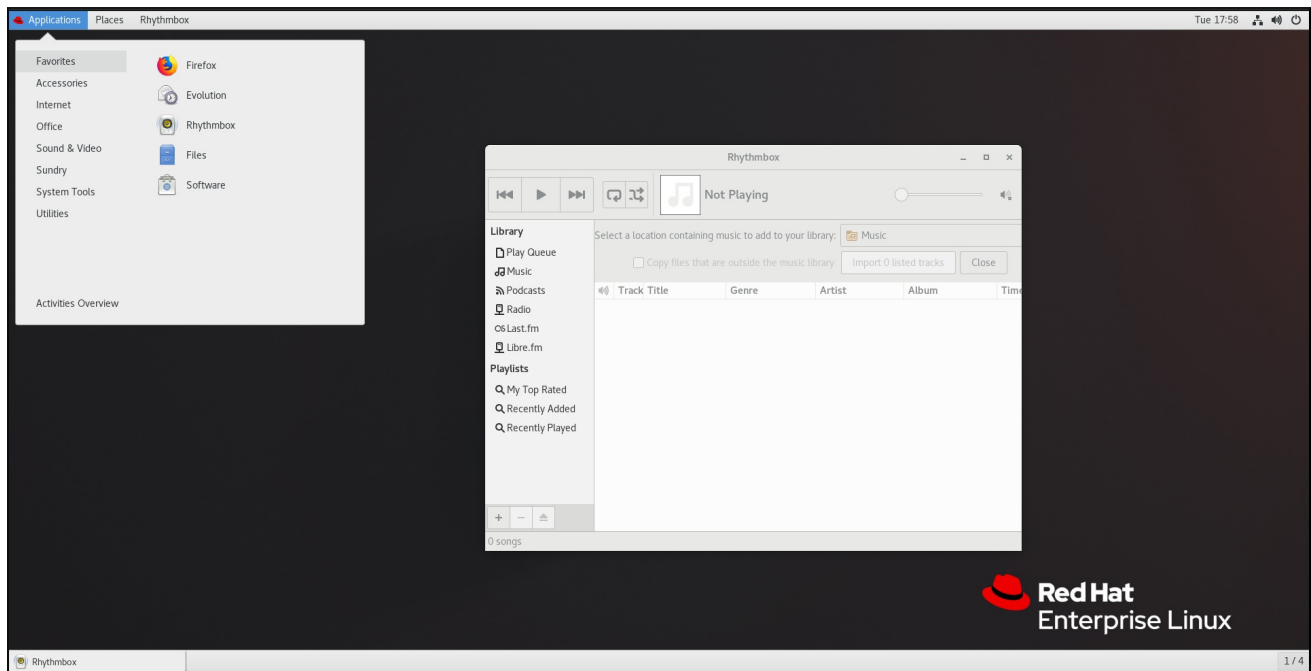 Applications Places Rhythmbox Tue 17:58
Favorites
Accessories
Internet
Office
Sound & Video
Sundry
System Tools
Utilities
Activities Overview
Firefox
Evolution
Rhythmbox
Files
Software
Rhythmbox
Not Playing
Library
Play Queue
Music
Podcasts
Radio
Last.fm
Libre.fm
Playlists
My Top Rated
Recently Added
Recently Played
Select a location containing music to add to your library: Music
Copy files that are outside the music library Import 0 listed tracks Close
Track Title Genre Artist Album Time
0 songs
Red Hat
Enterprise Linux
Rhythmbox 1 / 4